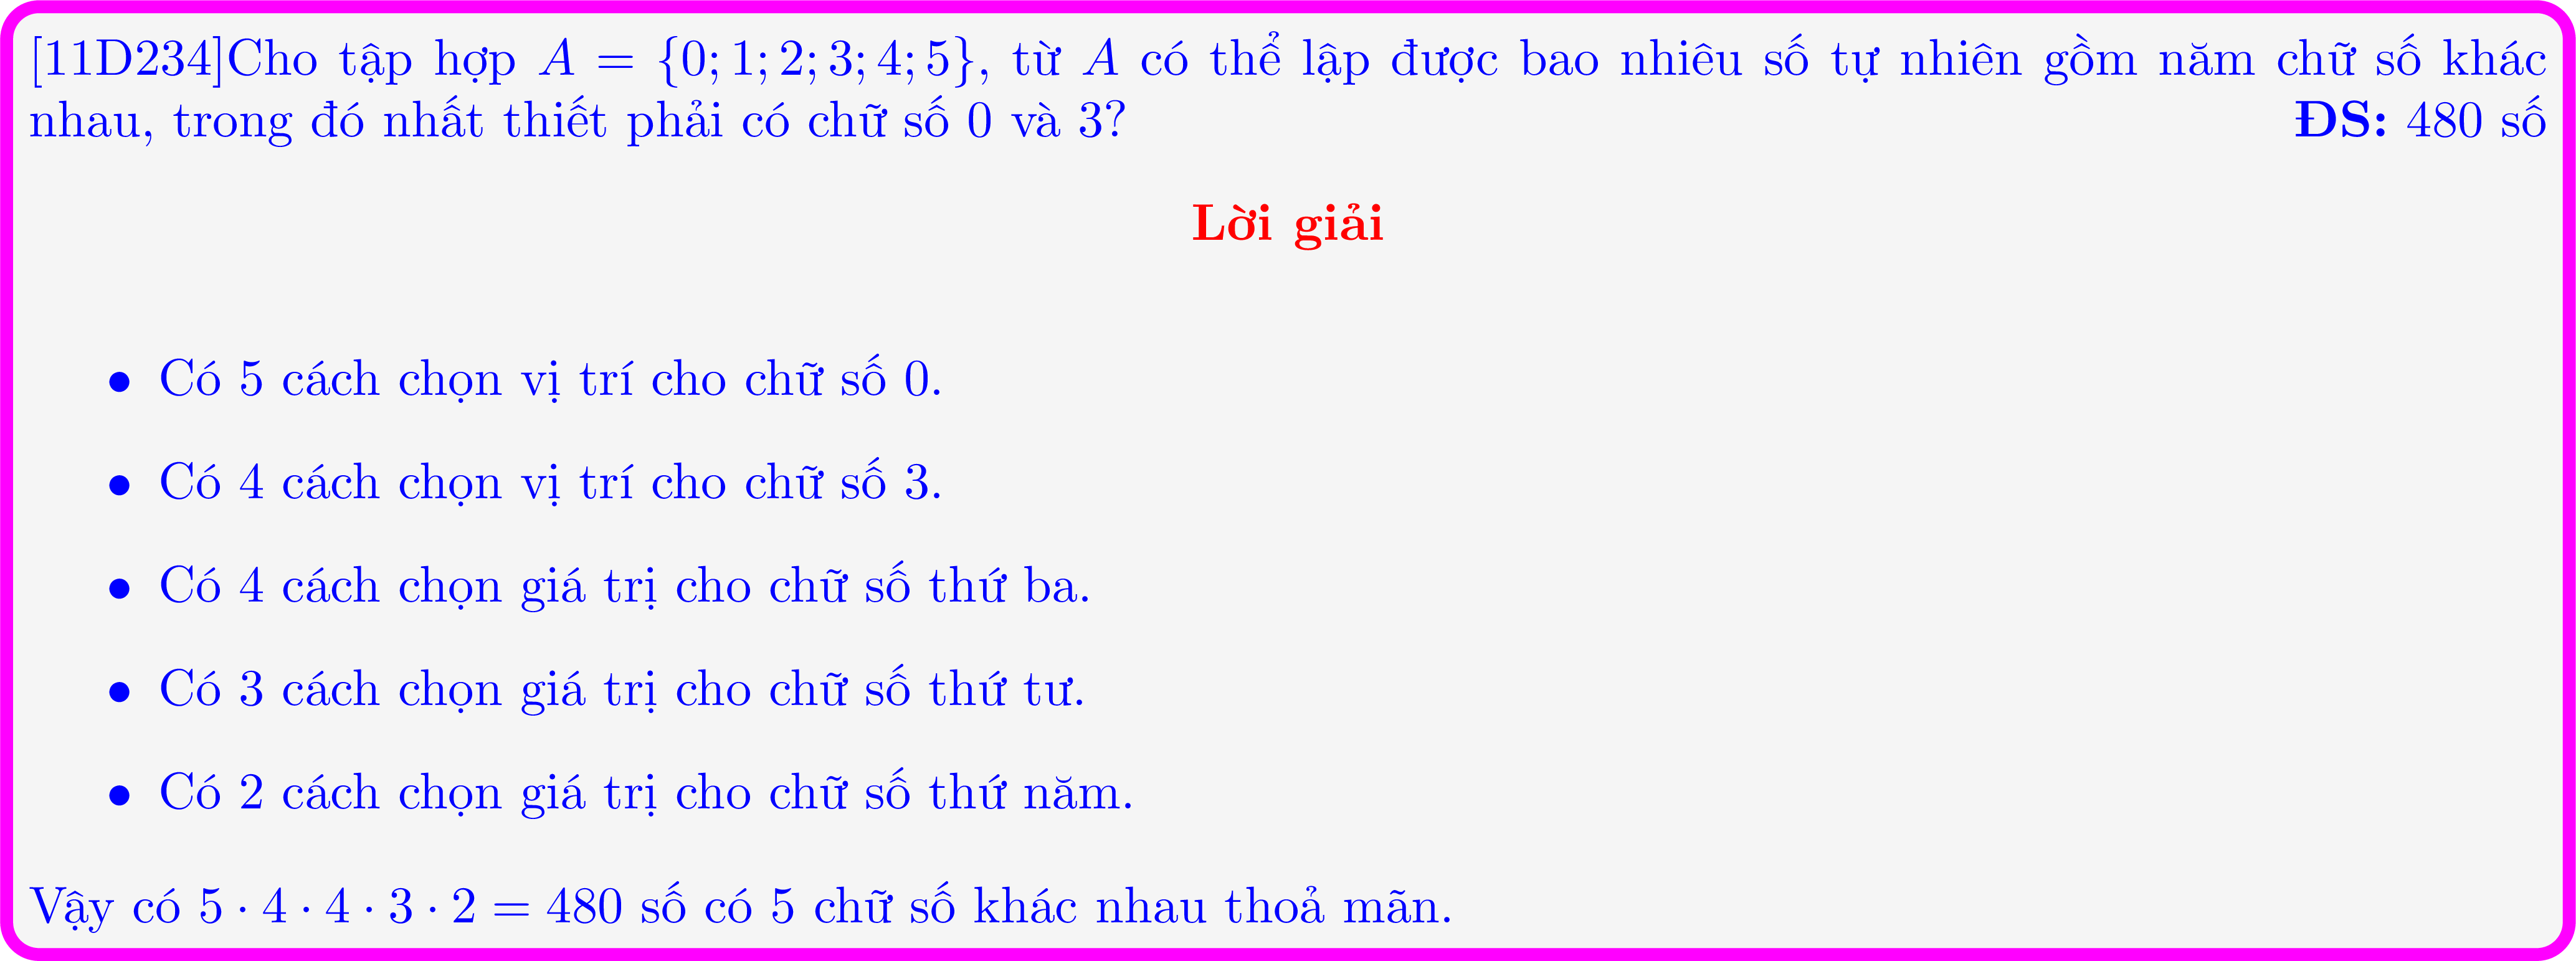 [11D234]Cho tập hợp A = {0; 1; 2; 3; 4; 5}, từ A có thể lập được bao nhiêu số tự nhiên gồm năm chữ số khác
nhau, trong đó nhất thiết phải có chữ số 0 và 3? ĐS: 480 số
Lời giải
• Có 5 cách chọn vị trí cho chữ số 0.
• Có 4 cách chọn vị trí cho chữ số 3.
• Có 4 cách chọn giá trị cho chữ số thứ ba.
• Có 3 cách chọn giá trị cho chữ số thứ tư.
• Có 2 cách chọn giá trị cho chữ số thứ năm.
Vậy có 5 · 4 · 4 · 3 · 2 = 480 số có 5 chữ số khác nhau thoả mãn.